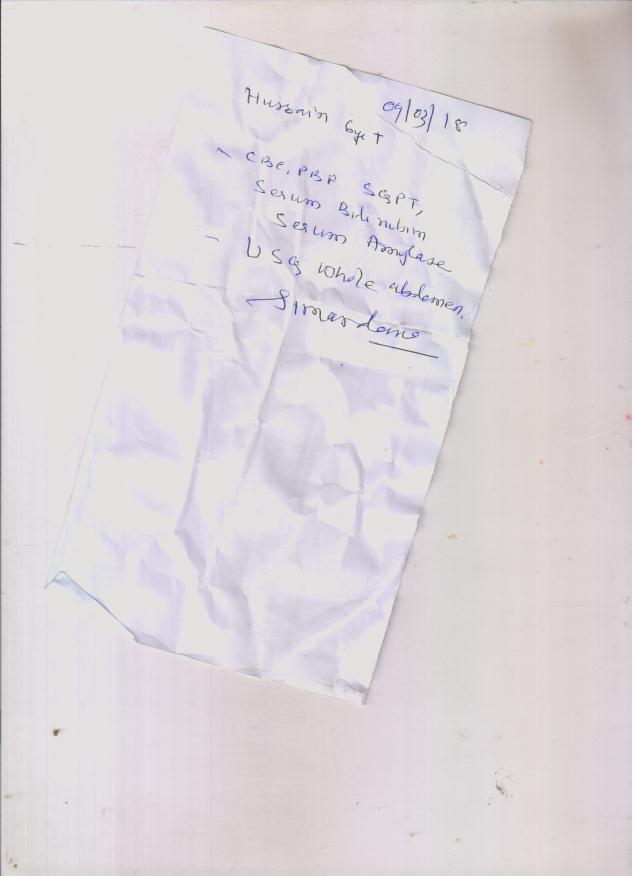 09/03/18
Hussain 6yr +
- CBC, PBP SGPT,
Serum Bilirubin
Serum Amylase
- USG whole abdomen.